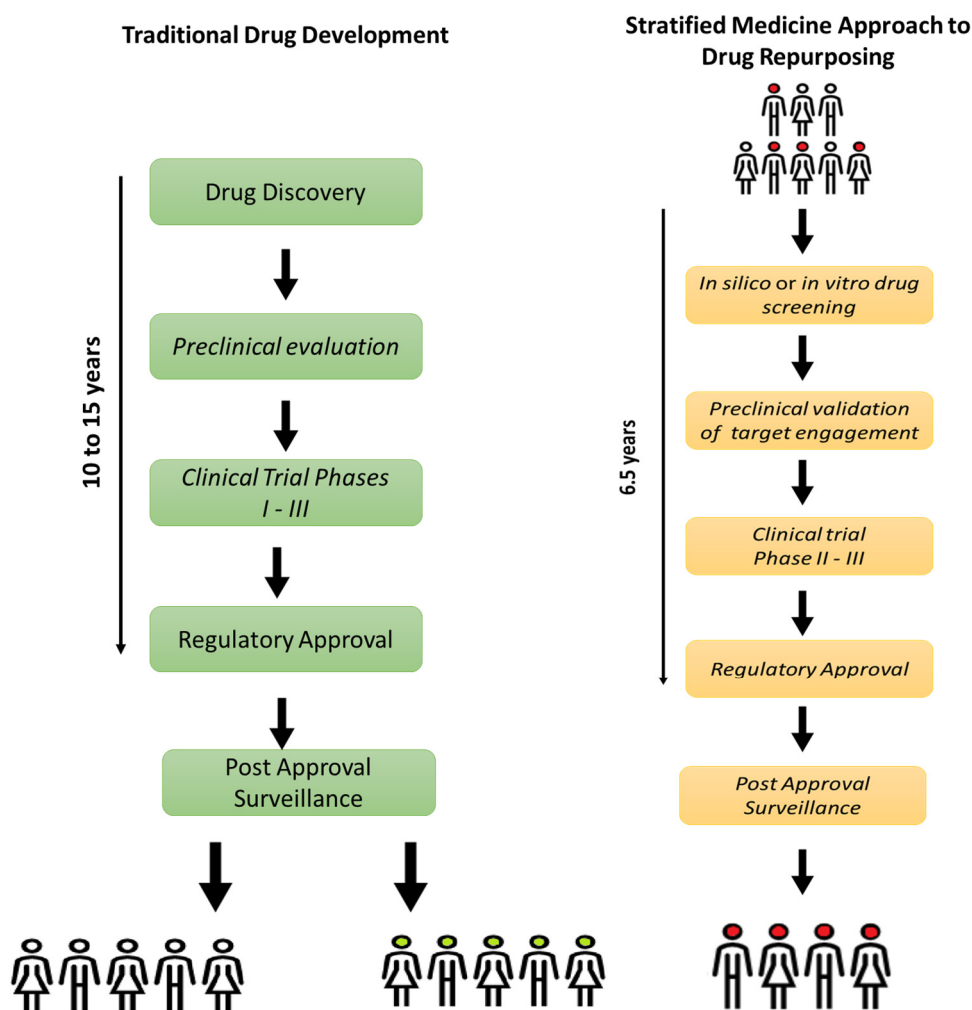 Traditional Drug Development
Drug Discovery
Preclinical evaluation
Clinical Trial Phases
I - III
Regulatory Approval
Post Approval
Surveillance
10 to 15 years
Stratified Medicine Approach to
Drug Repurposing
In silico or in vitro drug
screening
Preclinical validation
of target engagement
Clinical trial
Phase II - III
Regulatory Approval
Post Approval
Surveillance
6.5 years